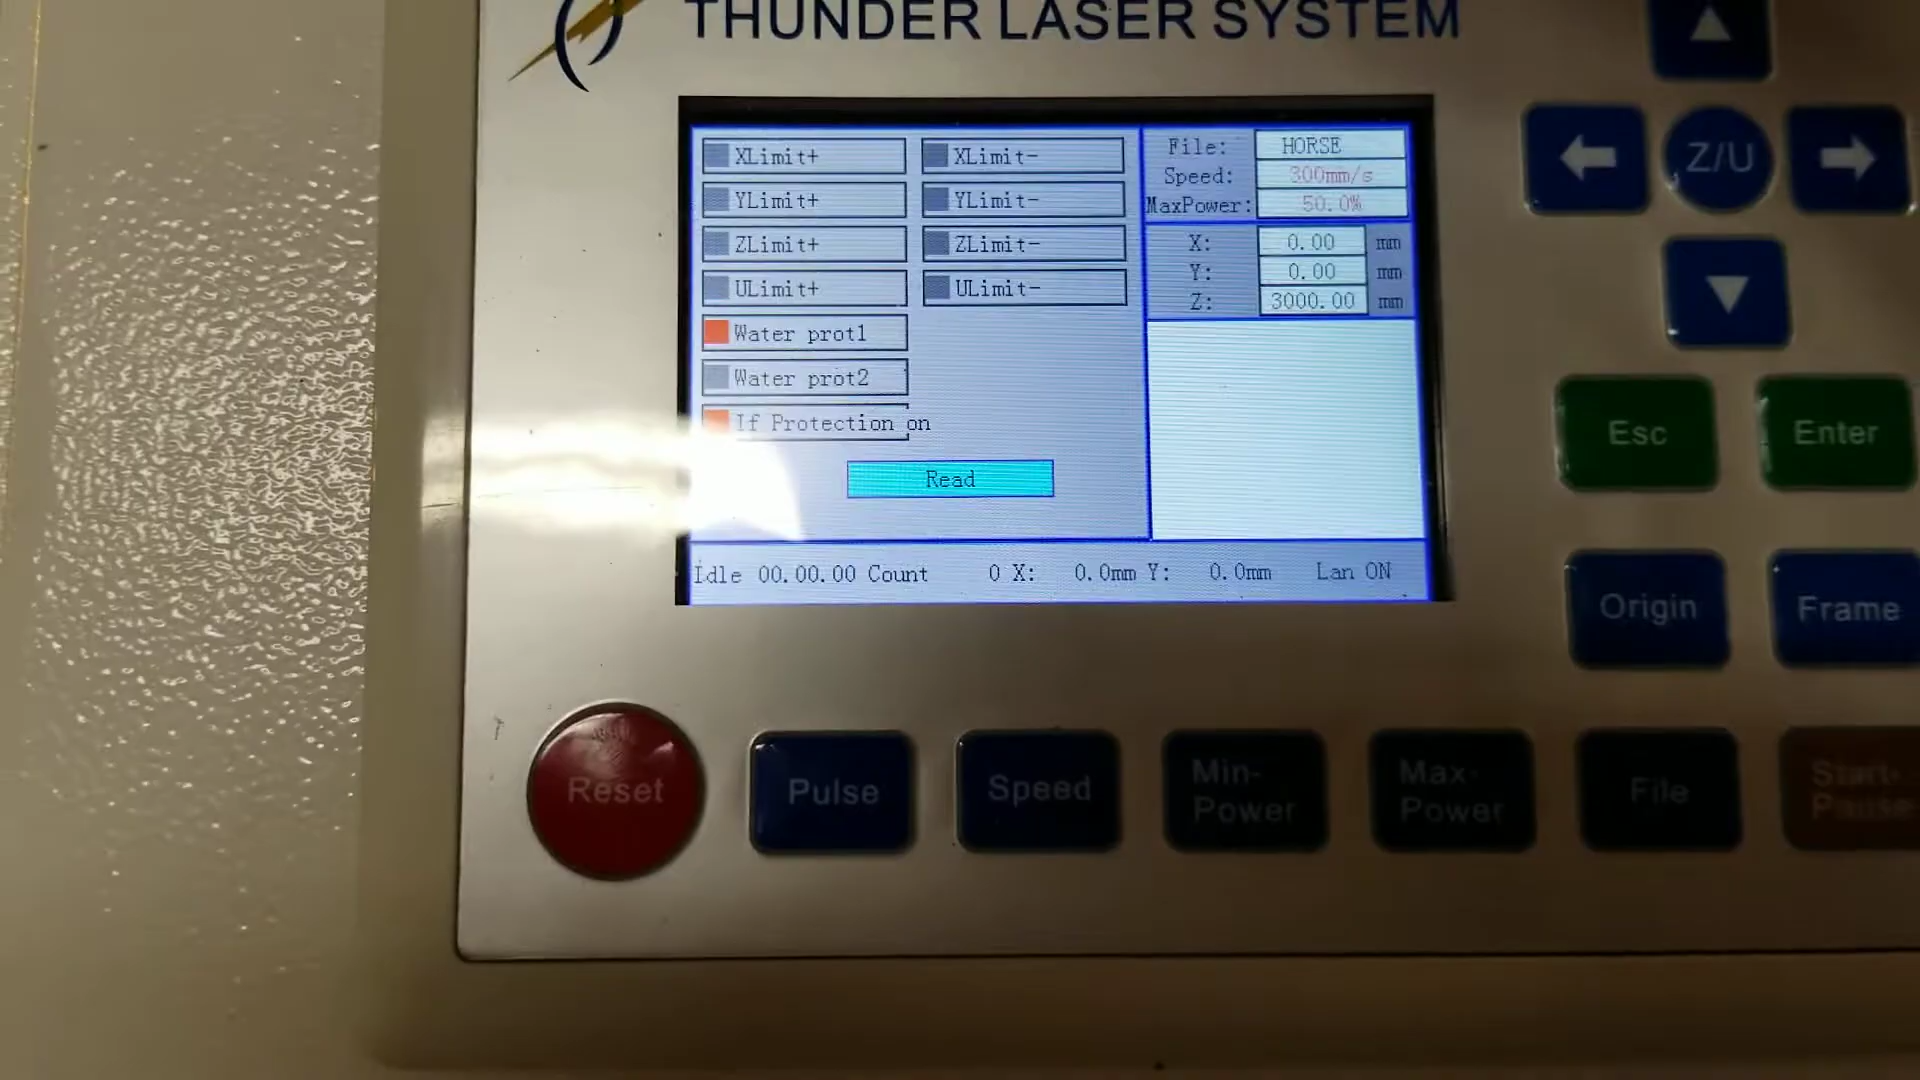 THUNDER LASER SYSTEM
XLimit+ XLimit-
YLimit+ YLimit-
ZLimit+ ZLimit-
ULimit+ ULimit-
Water prot1
Water prot2
If Protection on
Read
File: HORSE
Speed: 300mm/s
MaxPower: 50.0%
X: 0.00 mm
Y: 0.00 mm
Z: 3000.00 mm
Idle 00.00.00 Count 0 X: 0.0mm Y: 0.0mm Lan ON
Z/U
Esc Enter
Origin Frame
Reset Pulse Speed Min-
Power Max-
Power File Start-
Pause